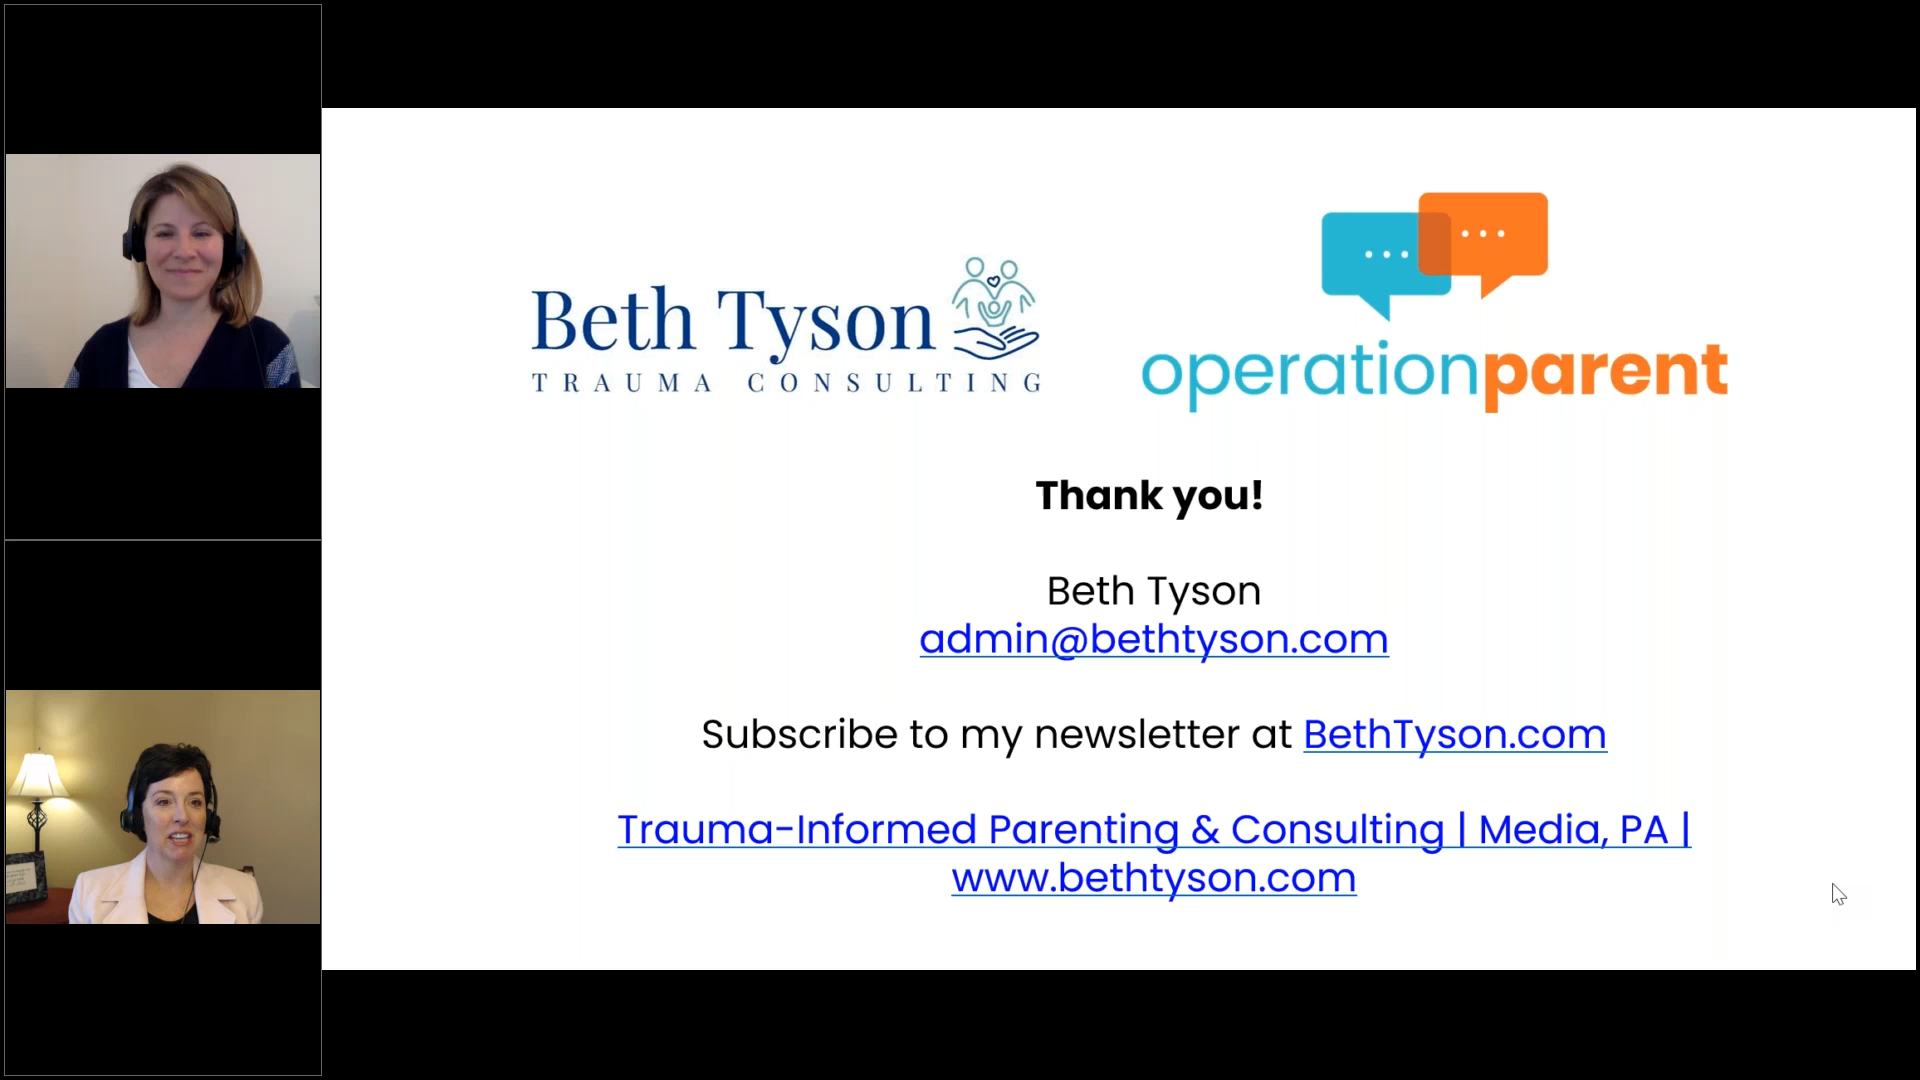 Beth Tyson
TRAUMA CONSULTING
operationparent
Thank you!
Beth Tyson
admin@bethtyson.com
Subscribe to my newsletter at BethTyson.com
Trauma-Informed Parenting & Consulting | Media, PA |
www.bethtyson.com